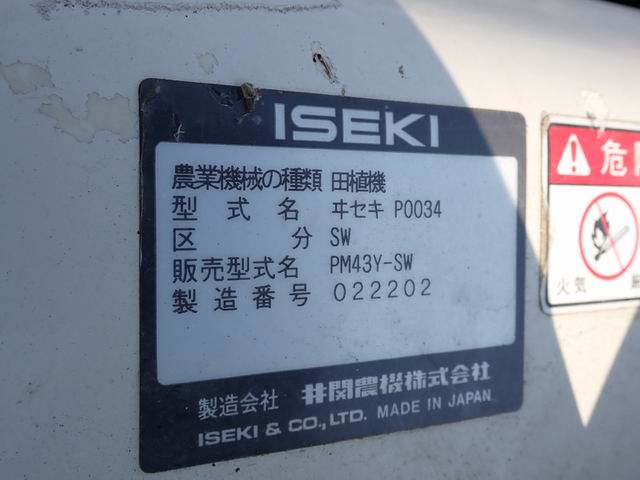 ISEKI
農業機械の種類 田植機
型式名 ヰセキ P0034
区分 SW
販売型式名 PM43Y-SW
製造番号 022202
製造会社 井関農機株式会社
ISEKI & CO., LTD. MADE IN JAPAN
危
火気